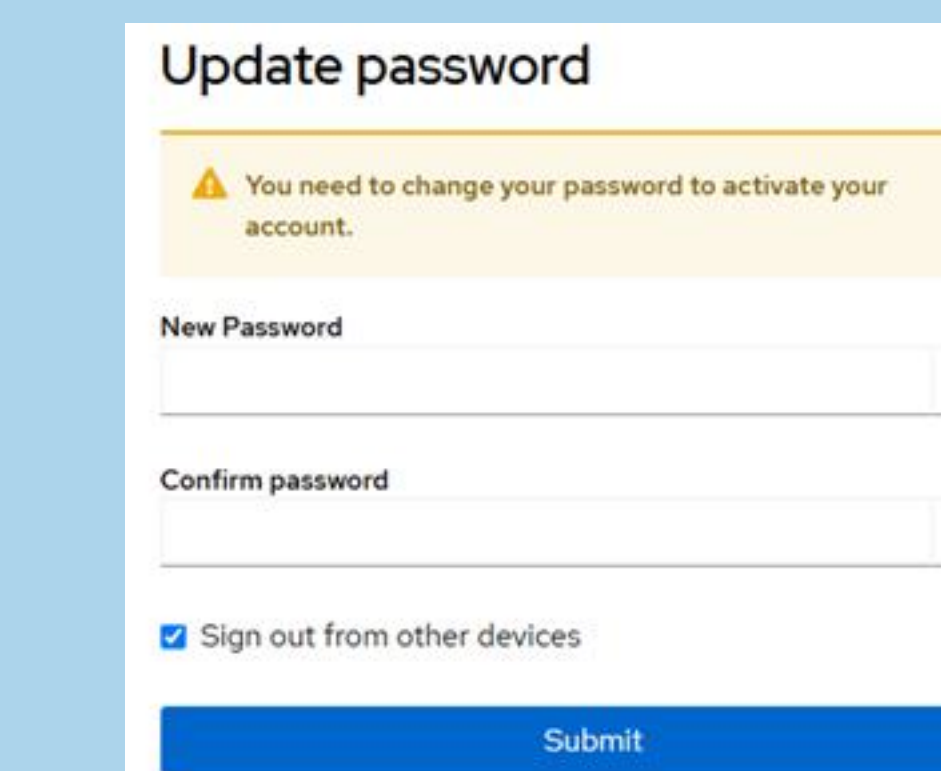 Update password
You need to change your password to activate your
account.
New Password
Confirm password
Sign out from other devices
Submit